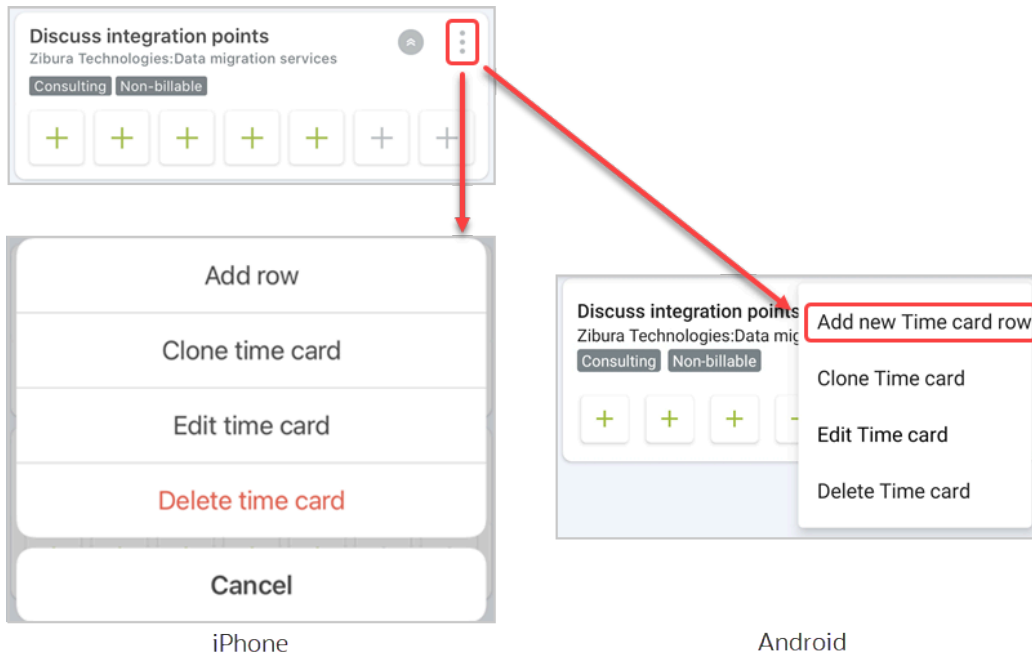 Discuss integration points
Zibura Technologies:Data migration services
Consulting Non-billable
Add row
Clone time card
Edit time card
Delete time card
Cancel
iPhone
Discuss integration points
Zibura Technologies:Data mig
Consulting Non-billable
Add new Time card row
Clone Time card
Edit Time card
Delete Time card
Android